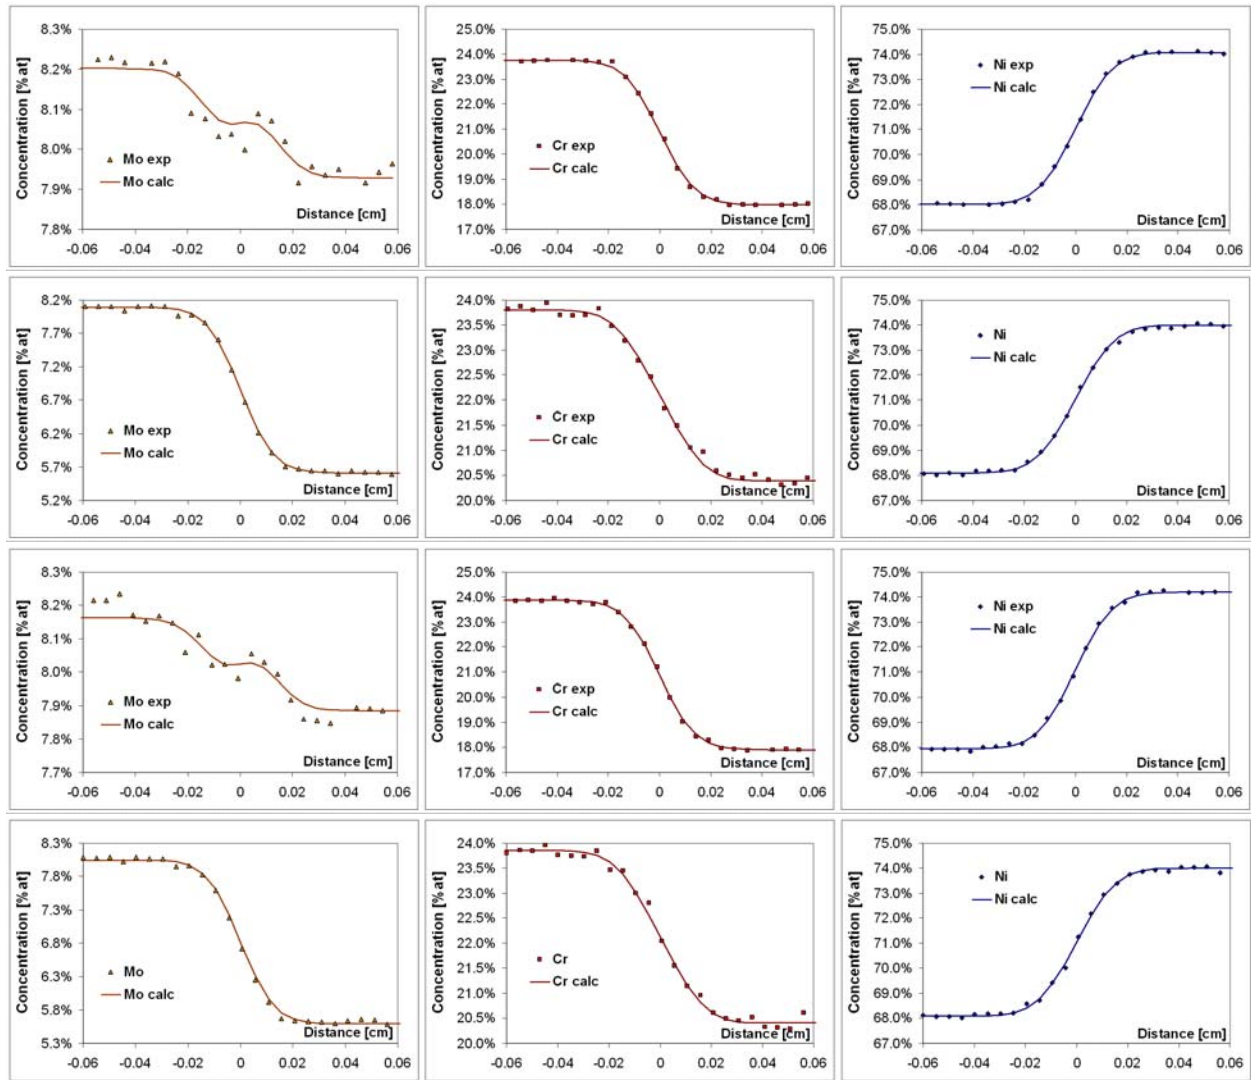 Concentration [%at]
8.3%
8.2%
8.1%
8.0%
7.9%
7.8%
Mo exp
Mo calc
Distance [cm]
-0.06 -0.04 -0.02 0 0.02 0.04 0.06
Concentration [%at]
25.0%
24.0%
23.0%
22.0%
21.0%
20.0%
19.0%
18.0%
17.0%
Cr exp
Cr calc
Distance [cm]
-0.06 -0.04 -0.02 0 0.02 0.04 0.06
Concentration [%at]
75.0%
74.0%
73.0%
72.0%
71.0%
70.0%
69.0%
68.0%
67.0%
Ni exp
Ni calc
Distance [cm]
-0.06 -0.04 -0.02 0 0.02 0.04 0.06
Concentration [%at]
8.2%
7.7%
7.2%
6.7%
6.2%
5.7%
5.2%
Mo exp
Mo calc
Distance [cm]
-0.06 -0.04 -0.02 0 0.02 0.04 0.06
Concentration [%at]
24.0%
23.5%
23.0%
22.5%
22.0%
21.5%
21.0%
20.5%
20.0%
Cr exp
Cr calc
Distance [cm]
-0.06 -0.04 -0.02 0 0.02 0.04 0.06
Concentration [%at]
75.0%
74.0%
73.0%
72.0%
71.0%
70.0%
69.0%
68.0%
67.0%
Ni
Ni calc
Distance [cm]
-0.06 -0.04 -0.02 0 0.02 0.04 0.06
Concentration [%at]
8.3%
8.2%
8.1%
8.0%
7.9%
7.8%
7.7%
Mo exp
Mo calc
Distance [cm]
-0.06 -0.04 -0.02 0 0.02 0.04 0.06
Concentration [%at]
25.0%
24.0%
23.0%
22.0%
21.0%
20.0%
19.0%
18.0%
17.0%
Cr exp
Cr calc
Distance [cm]
-0.06 -0.04 -0.02 0 0.02 0.04 0.06
Concentration [%at]
75.0%
74.0%
73.0%
72.0%
71.0%
70.0%
69.0%
68.0%
67.0%
Ni exp
Ni calc
Distance [cm]
-0.06 -0.04 -0.02 0 0.02 0.04 0.06
Concentration [%at]
8.3%
7.8%
7.3%
6.8%
6.3%
5.8%
5.3%
Mo
Mo calc
Distance [cm]
-0.06 -0.04 -0.02 0 0.02 0.04 0.06
Concentration [%at]
24.0%
23.5%
23.0%
22.5%
22.0%
21.5%
21.0%
20.5%
20.0%
Cr
Cr calc
Distance [cm]
-0.06 -0.04 -0.02 0 0.02 0.04 0.06
Concentration [%at]
75.0%
74.0%
73.0%
72.0%
71.0%
70.0%
69.0%
68.0%
67.0%
Ni
Ni calc
Distance [cm]
-0.06 -0.04 -0.02 0 0.02 0.04 0.06